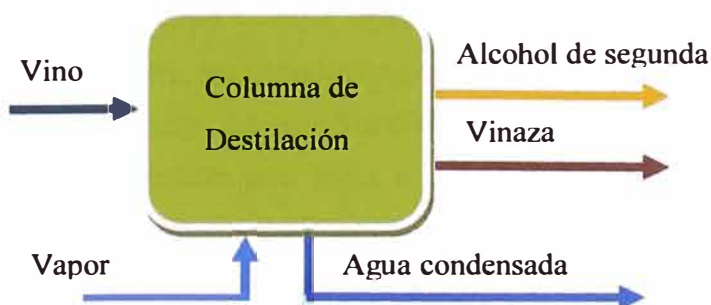 Vino
Columna de
Destilación
Alcohol de segunda
Vinaza
Vapor
Agua condensada